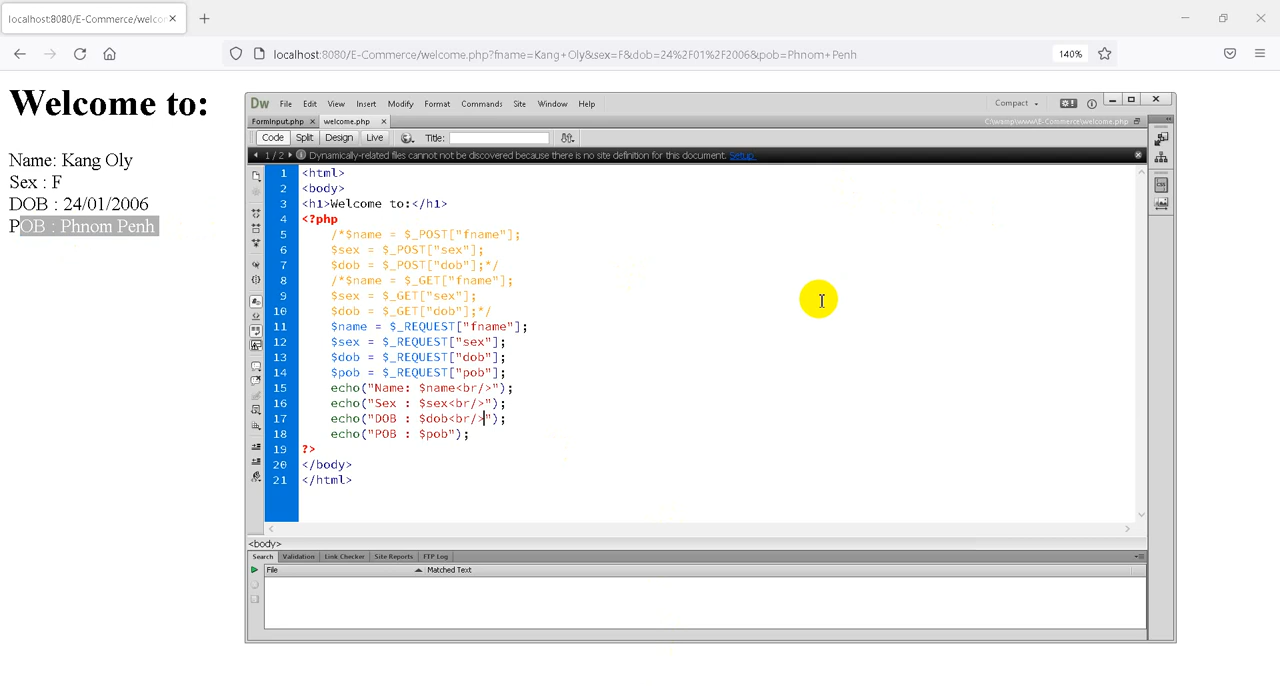 localhost:8080/E-Commerce/welco
localhost:8080/E-Commerce/welcome.php?fname=Kang+Oly&sex=F&dob=24%2F01%2F2006&pob=Phnom+Penh
140%
Welcome to:
Name: Kang Oly
Sex : F
DOB : 24/01/2006
POB : Phnom Penh
Dw File Edit View Insert Modify Format Commands Site Window Help Compact
FormInput.php welcome.php C:\wamp\www\E-Commerce\welcome.php
Code Split Design Live Title:
1 / 2 Dynamically-related files cannot not be discovered because there is no site definition for this document. Setup
1 <html>
2 <body>
3 <h1>Welcome to:</h1>
4 <?php
5 /*$name = $_POST["fname"];
6 $sex = $_POST["sex"];
7 $dob = $_POST["dob"];*/
8 /*$name = $_GET["fname"];
9 $sex = $_GET["sex"];
10 $dob = $_GET["dob"];*/
11 $name = $_REQUEST["fname"];
12 $sex = $_REQUEST["sex"];
13 $dob = $_REQUEST["dob"];
14 $pob = $_REQUEST["pob"];
15 echo("Name: $name<br/>");
16 echo("Sex : $sex<br/>");
17 echo("DOB : $dob<br/>");
18 echo("POB : $pob");
19 ?>
20 </body>
21 </html>
<body>
Search Validation Link Checker Site Reports FTP Log
File Matched Text